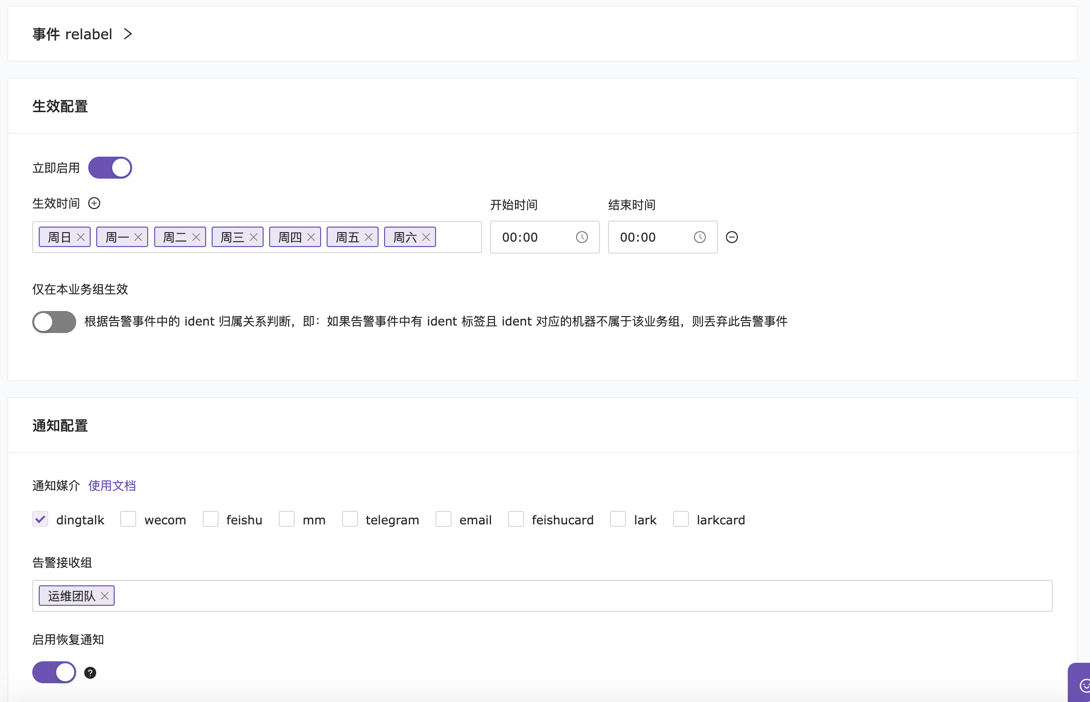 事件 relabel
生效配置
立即启用
生效时间 开始时间 结束时间
周日 周一 周二 周三 周四 周五 周六 00:00 00:00
仅在本业务组生效
根据告警事件中的 ident 归属关系判断，即：如果告警事件中有 ident 标签且 ident 对应的机器不属于该业务组，则丢弃此告警事件
通知配置
通知媒介 使用文档
dingtalk wecom feishu mm telegram email feishucard lark larkcard
告警接收组
运维团队
启用恢复通知